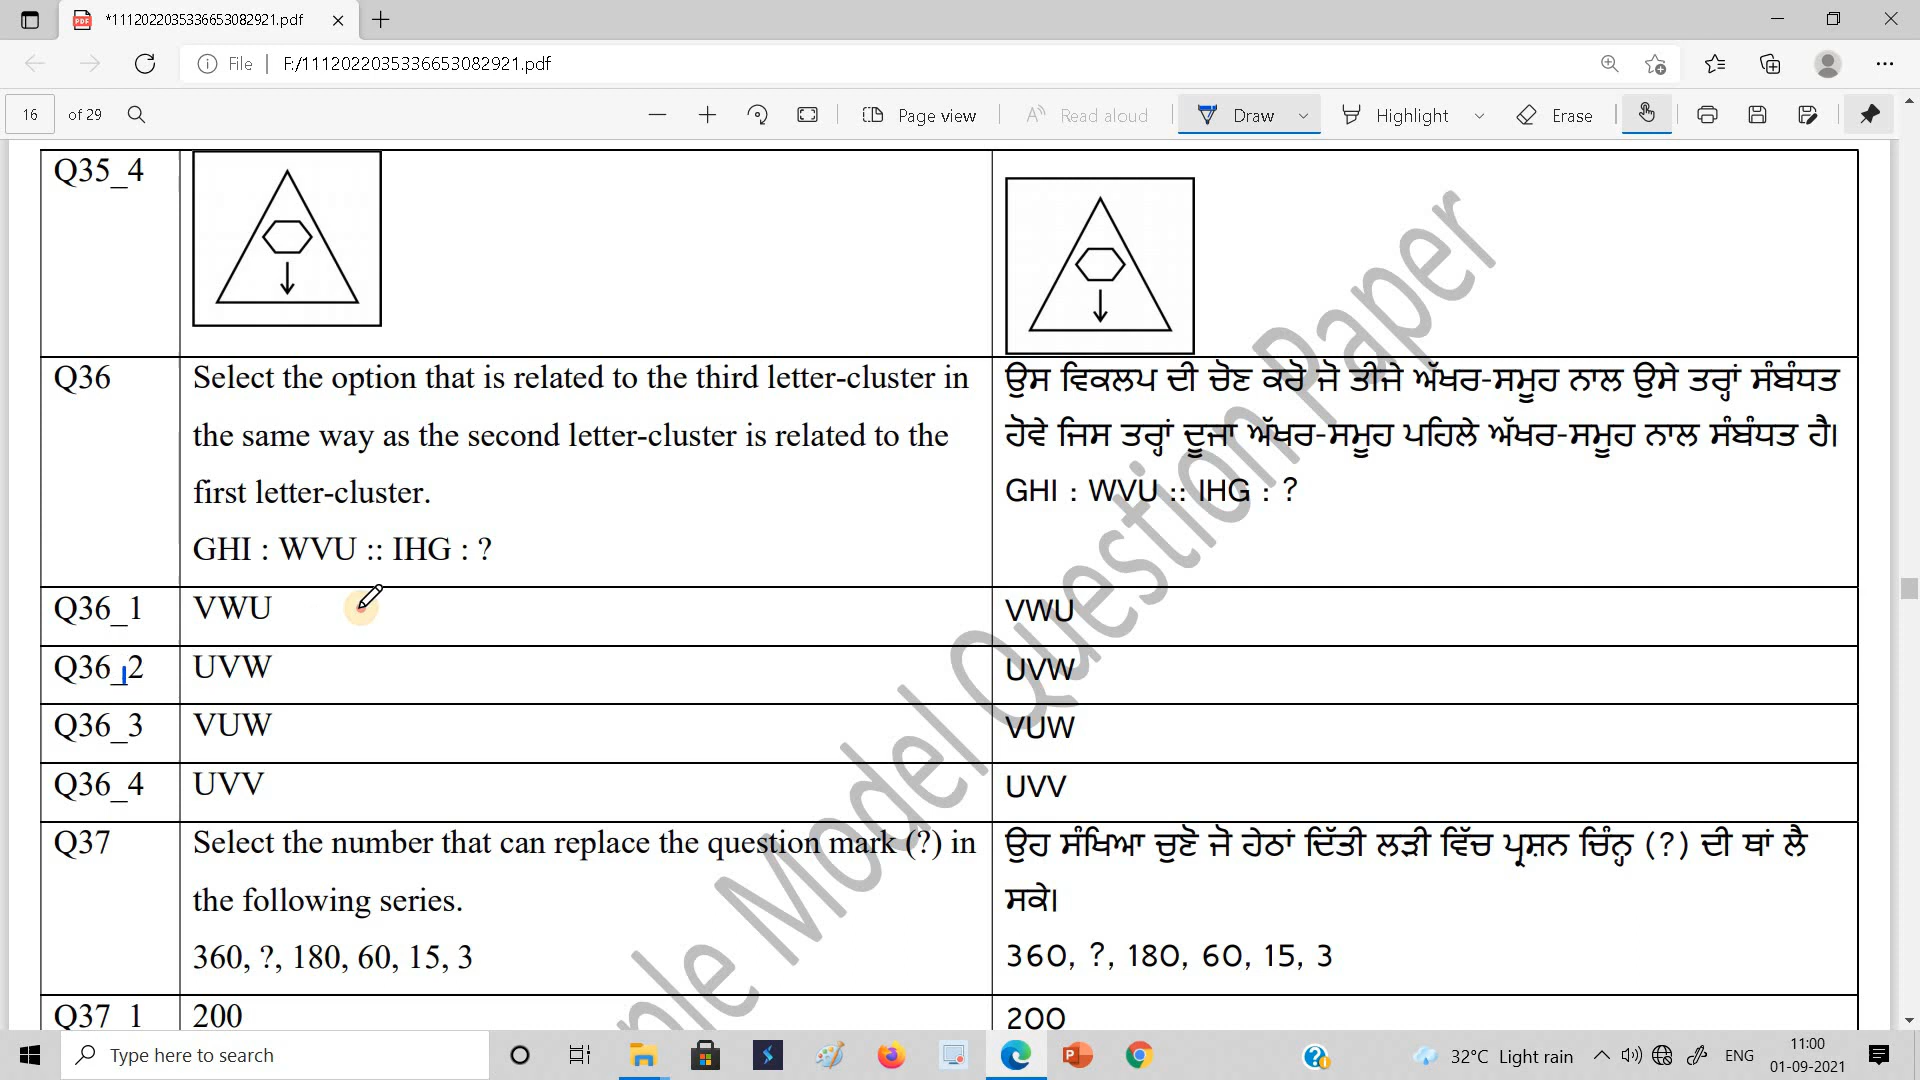 *1112022035336653082921.pdf
File | F:/1112022035336653082921.pdf
16 of 29
Page view
Read aloud
Draw
Highlight
Erase
Q35_4
Q36
Select the option that is related to the third letter-cluster in
the same way as the second letter-cluster is related to the
first letter-cluster.
GHI : WVU :: IHG : ?
ਉਸ ਵਿਕਲਪ ਦੀ ਚੋਣ ਕਰੋ ਜੋ ਤੀਜੇ ਅੱਖਰ-ਸਮੂਹ ਨਾਲ ਉਸੇ ਤਰ੍ਹਾਂ ਸੰਬੰਧਤ
ਹੋਵੇ ਜਿਸ ਤਰ੍ਹਾਂ ਦੂਜਾ ਅੱਖਰ-ਸਮੂਹ ਪਹਿਲੇ ਅੱਖਰ-ਸਮੂਹ ਨਾਲ ਸੰਬੰਧਤ ਹੈ।
GHI : WVU :: IHG : ?
Q36_1 VWU VWU
Q36_2 UVW UVW
Q36_3 VUW VUW
Q36_4 UVV UVV
Q37
Select the number that can replace the question mark (?) in
the following series.
360, ?, 180, 60, 15, 3
ਉਹ ਸੰਖਿਆ ਚੁਣੋ ਜੋ ਹੇਠਾਂ ਦਿੱਤੀ ਲੜੀ ਵਿੱਚ ਪ੍ਰਸ਼ਨ ਚਿੰਨ੍ਹ (?) ਦੀ ਥਾਂ ਲੈ
ਸਕੇ।
360, ?, 180, 60, 15, 3
Q37_1 200 200
ple Model Question Paper
Type here to search
32°C Light rain
ENG
11:00
01-09-2021